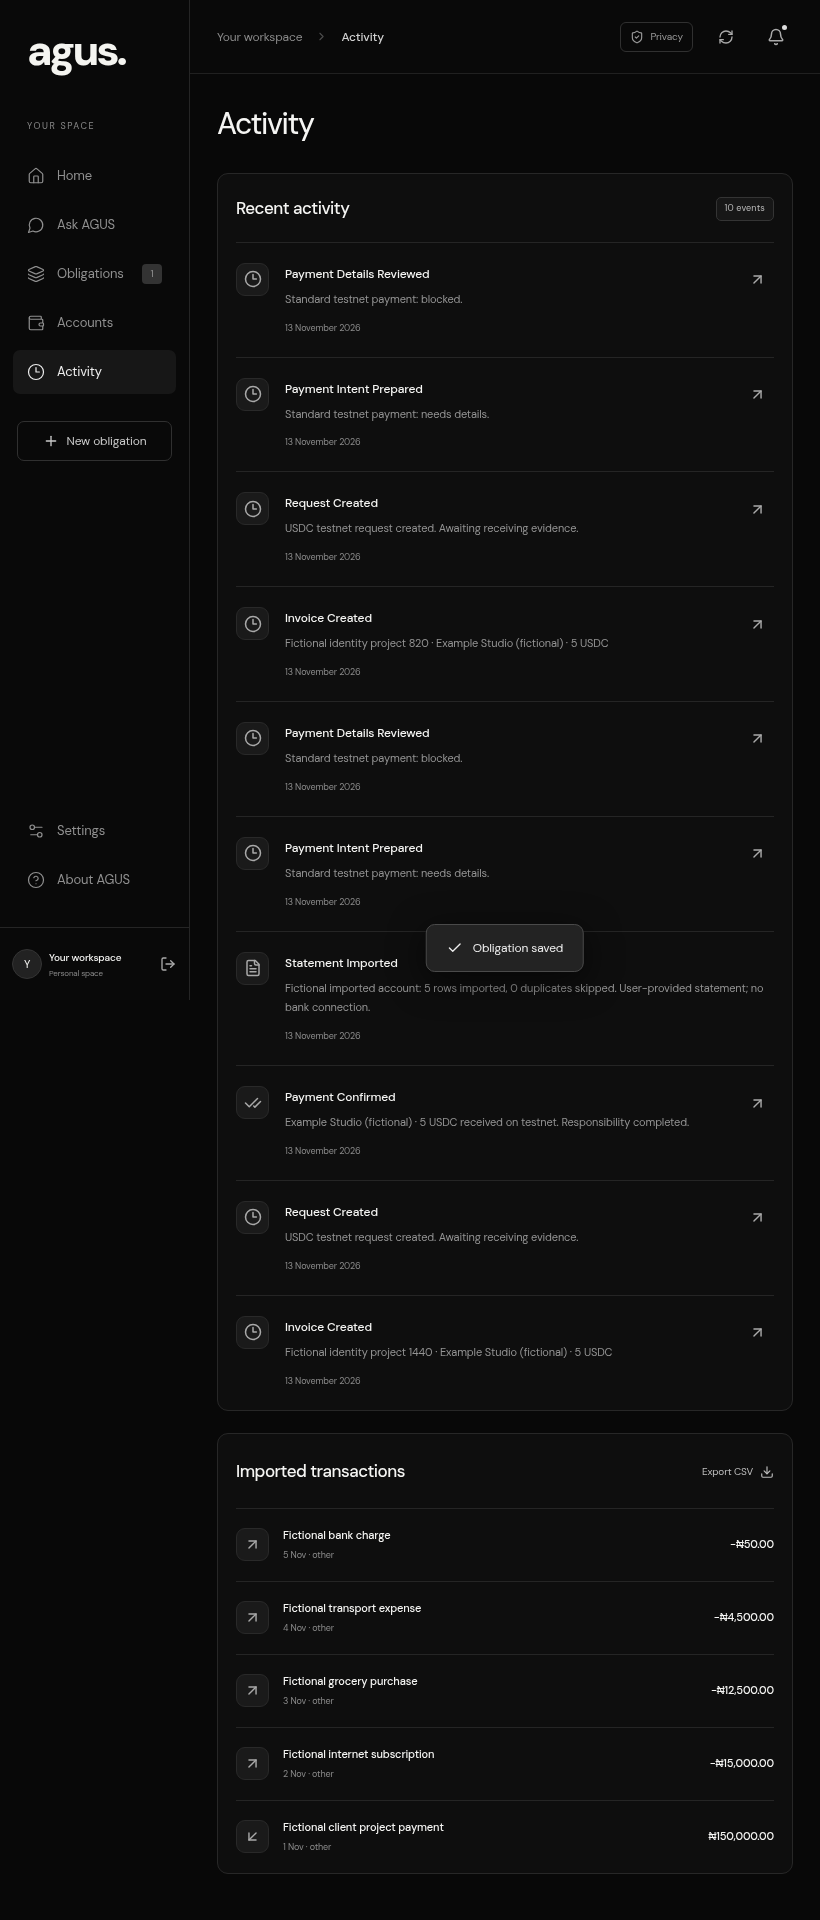 agus.
Your workspace
Activity
Privacy
YOUR SPACE
Home
Ask AGUS
Obligations 1
Accounts
Activity
New obligation
Settings
About AGUS
Y
Your workspace
Personal space
Activity
Recent activity
10 events
Payment Details Reviewed
Standard testnet payment: blocked.
13 November 2026
Payment Intent Prepared
Standard testnet payment: needs details.
13 November 2026
Request Created
USDC testnet request created. Awaiting receiving evidence.
13 November 2026
Invoice Created
Fictional identity project 820 · Example Studio (fictional) · 5 USDC
13 November 2026
Payment Details Reviewed
Standard testnet payment: blocked.
13 November 2026
Payment Intent Prepared
Standard testnet payment: needs details.
13 November 2026
Obligation saved
Statement Imported
Fictional imported account: 5 rows imported, 0 duplicates skipped. User-provided statement; no
bank connection.
13 November 2026
Payment Confirmed
Example Studio (fictional) · 5 USDC received on testnet. Responsibility completed.
13 November 2026
Request Created
USDC testnet request created. Awaiting receiving evidence.
13 November 2026
Invoice Created
Fictional identity project 1440 · Example Studio (fictional) · 5 USDC
13 November 2026
Imported transactions
Export CSV
Fictional bank charge
5 Nov · other
-₦50.00
Fictional transport expense
4 Nov · other
-₦4,500.00
Fictional grocery purchase
3 Nov · other
-₦12,500.00
Fictional internet subscription
2 Nov · other
-₦15,000.00
Fictional client project payment
1 Nov · other
₦150,000.00